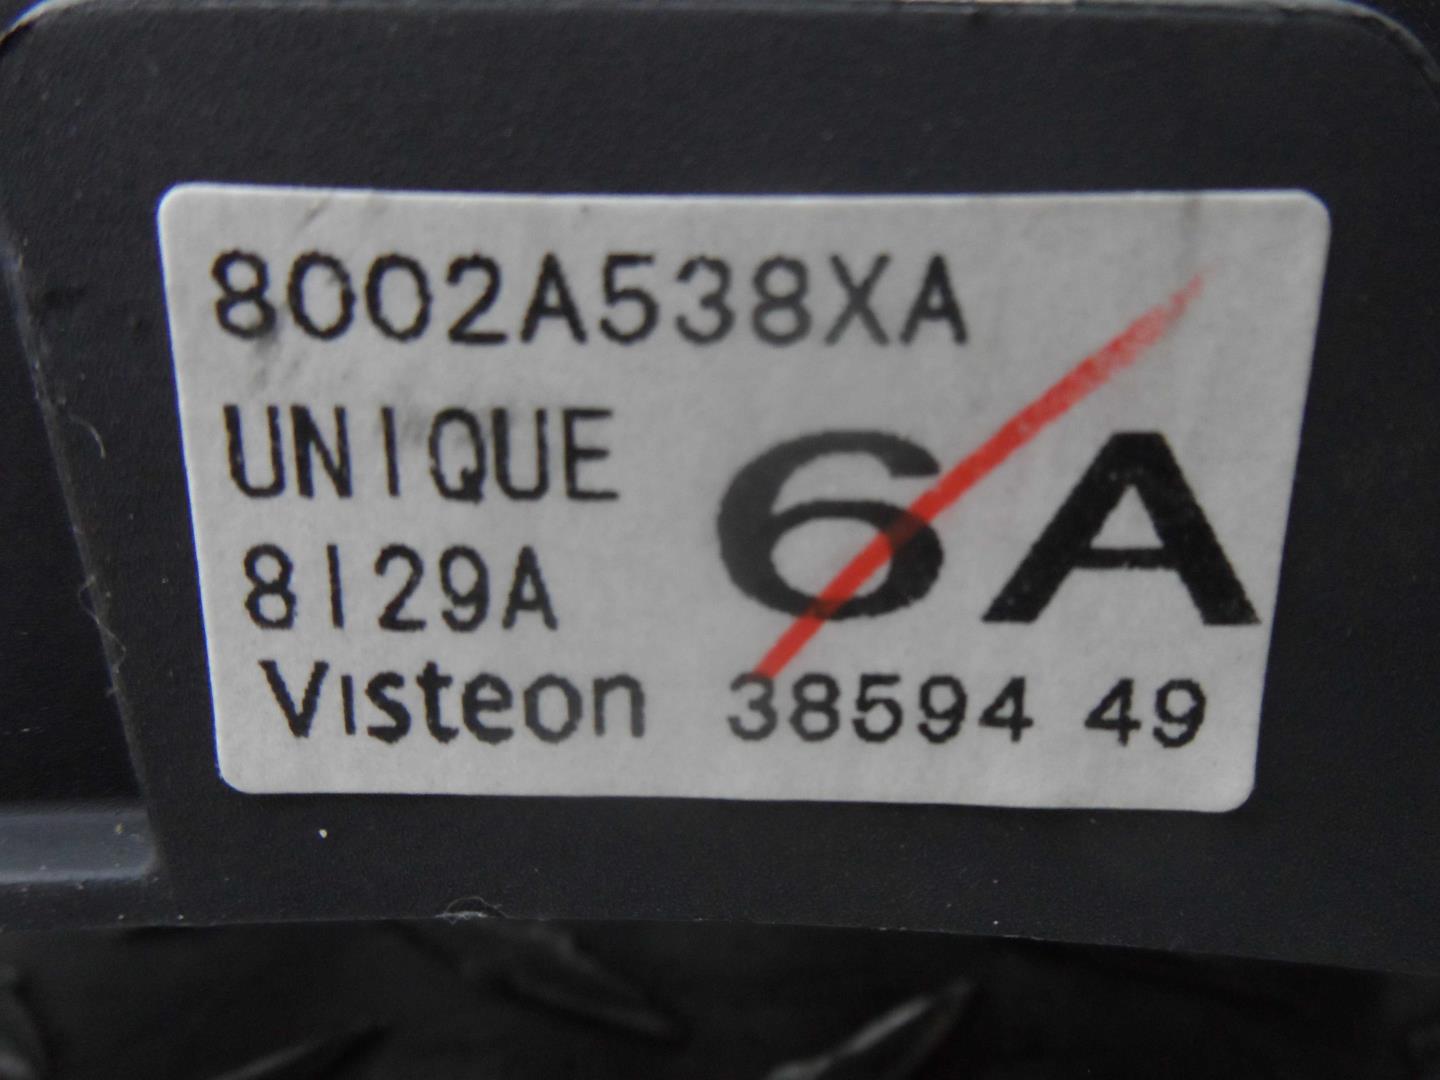 8002A538XA
UNIQUE
6A
8129A
Visteon 38594 49